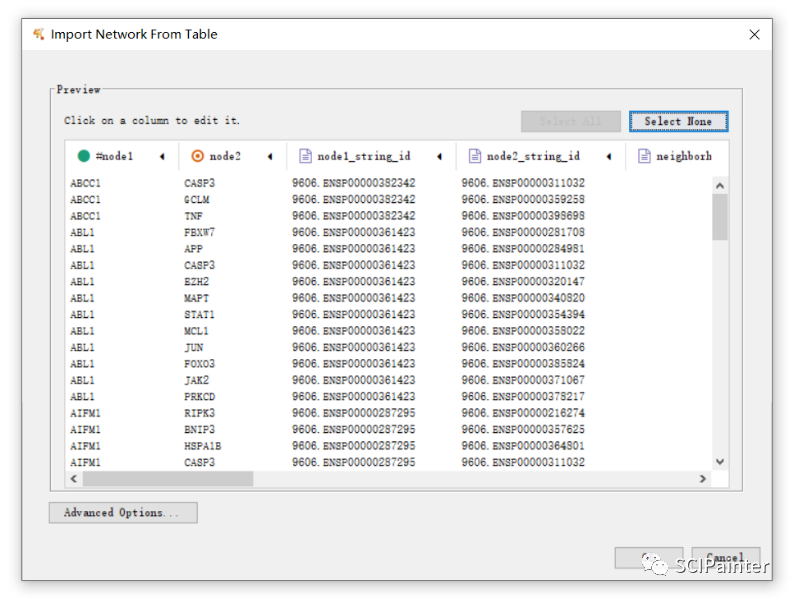 Import Network From Table
Preview
Click on a column to edit it.
Select All
Select None
#node1 node2 node1_string_id node2_string_id neighborh
ABCC1 CASP3 9606.ENSP00000382342 9606.ENSP00000311032
ABCC1 GCLM 9606.ENSP00000382342 9606.ENSP00000359258
ABCC1 TNF 9606.ENSP00000382342 9606.ENSP00000398698
ABL1 FBXW7 9606.ENSP00000361423 9606.ENSP00000281708
ABL1 APP 9606.ENSP00000361423 9606.ENSP00000284981
ABL1 CASP3 9606.ENSP00000361423 9606.ENSP00000311032
ABL1 EZH2 9606.ENSP00000361423 9606.ENSP00000320147
ABL1 MAPT 9606.ENSP00000361423 9606.ENSP00000340820
ABL1 STAT1 9606.ENSP00000361423 9606.ENSP00000354394
ABL1 MCL1 9606.ENSP00000361423 9606.ENSP00000358022
ABL1 JUN 9606.ENSP00000361423 9606.ENSP00000360266
ABL1 FOXO3 9606.ENSP00000361423 9606.ENSP00000385824
ABL1 JAK2 9606.ENSP00000361423 9606.ENSP00000371067
ABL1 PRKCD 9606.ENSP00000361423 9606.ENSP00000378217
AIFM1 RIPK3 9606.ENSP00000287295 9606.ENSP00000216274
AIFM1 BNIP3 9606.ENSP00000287295 9606.ENSP00000357625
AIFM1 HSPA1B 9606.ENSP00000287295 9606.ENSP00000364801
AIFM1 CASP3 9606.ENSP00000287295 9606.ENSP00000311032
Advanced Options...
Cancel
SCIPainter